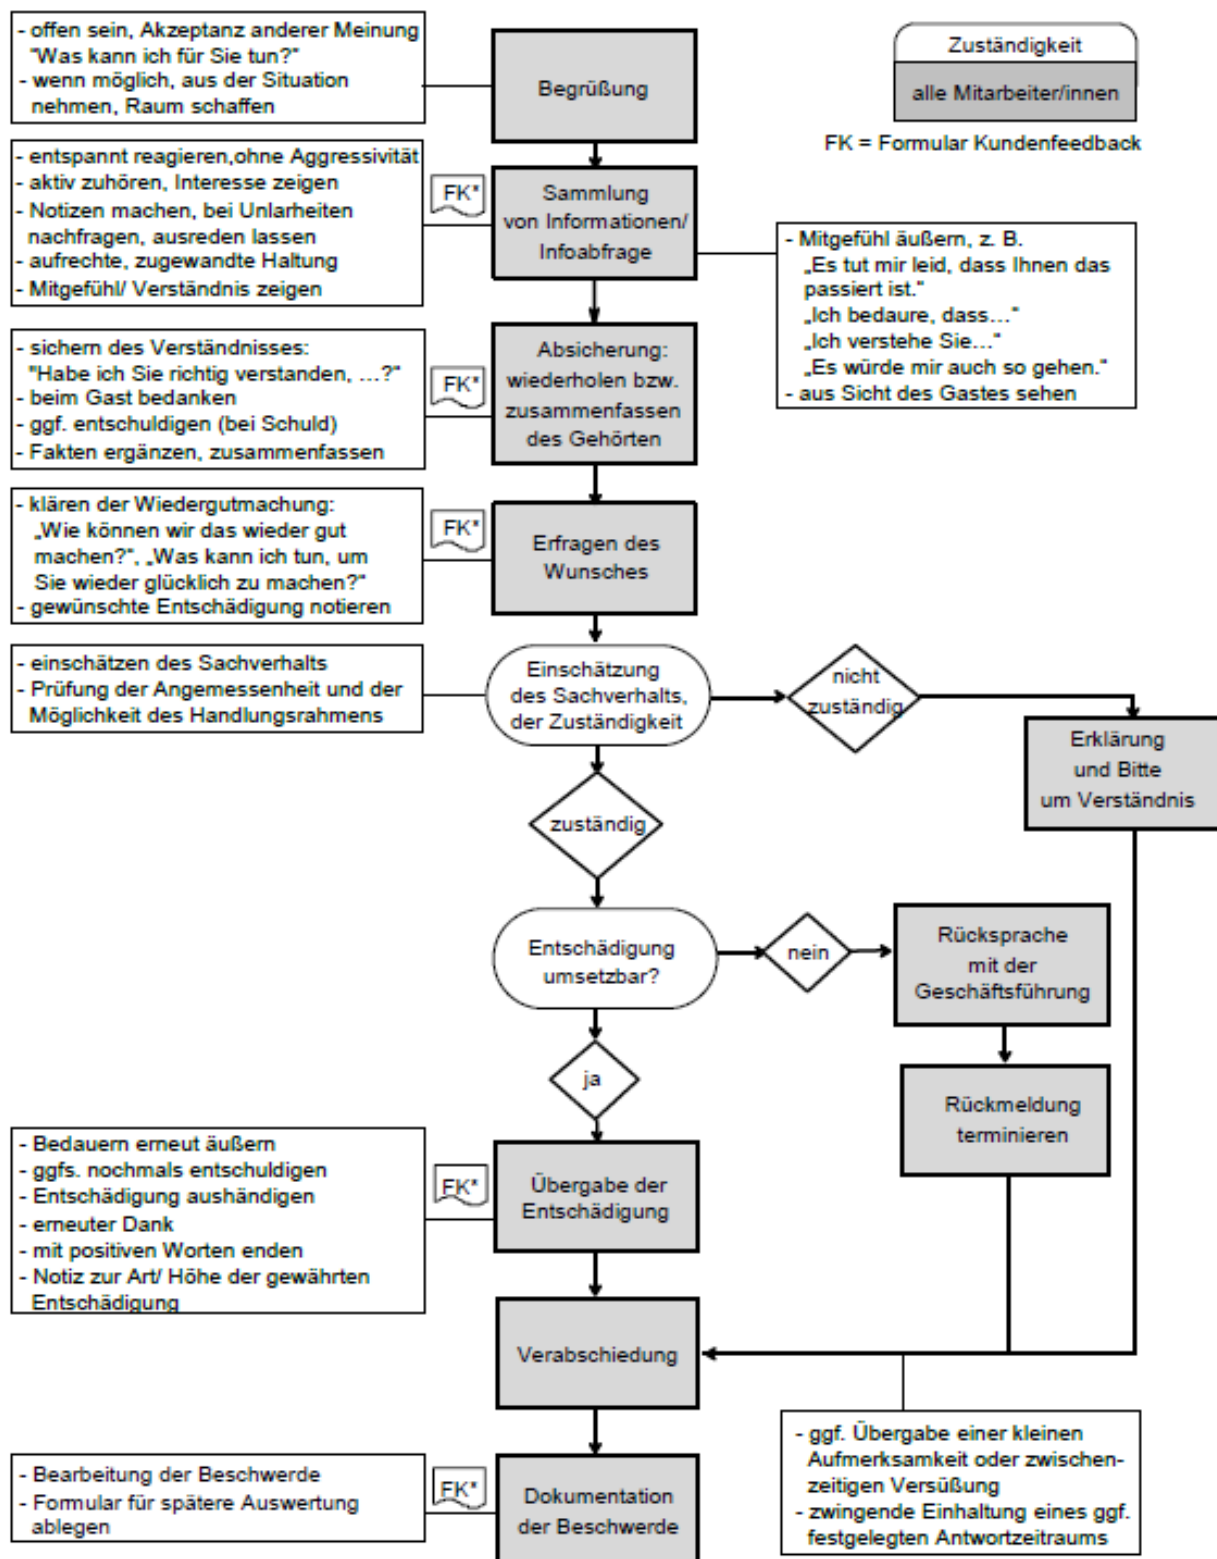 - offen sein, Akzeptanz anderer Meinung
"Was kann ich für Sie tun?"
- wenn möglich, aus der Situation
nehmen, Raum schaffen
Begrüßung
Zuständigkeit
alle Mitarbeiter/innen
FK = Formular Kundenfeedback
- entspannt reagieren,ohne Aggressivität
- aktiv zuhören, Interesse zeigen
- Notizen machen, bei Unlarheiten
nachfragen, ausreden lassen
- aufrechte, zugewandte Haltung
- Mitgefühl/ Verständnis zeigen
FK*
Sammlung
von Informationen/
Infoabfrage
- Mitgefühl äußern, z. B.
„Es tut mir leid, dass Ihnen das
passiert ist."
„Ich bedaure, dass…"
„Ich verstehe Sie…"
„Es würde mir auch so gehen."
- aus Sicht des Gastes sehen
- sichern des Verständnisses:
"Habe ich Sie richtig verstanden, …?"
- beim Gast bedanken
- ggf. entschuldigen (bei Schuld)
- Fakten ergänzen, zusammenfassen
FK*
Absicherung:
wiederholen bzw.
zusammenfassen
des Gehörten
- klären der Wiedergutmachung:
„Wie können wir das wieder gut
machen?", „Was kann ich tun, um
Sie wieder glücklich zu machen?"
- gewünschte Entschädigung notieren
FK*
Erfragen des
Wunsches
- einschätzen des Sachverhalts
- Prüfung der Angemessenheit und der
Möglichkeit des Handlungsrahmens
Einschätzung
des Sachverhalts,
der Zuständigkeit
nicht
zuständig
Erklärung
und Bitte
um Verständnis
zuständig
Entschädigung
umsetzbar?
nein
Rücksprache
mit der
Geschäftsführung
ja
Rückmeldung
terminieren
- Bedauern erneut äußern
- ggfs. nochmals entschuldigen
- Entschädigung aushändigen
- erneuter Dank
- mit positiven Worten enden
- Notiz zur Art/ Höhe der gewährten
Entschädigung
FK*
Übergabe der
Entschädigung
Verabschiedung
- ggf. Übergabe einer kleinen
Aufmerksamkeit oder zwischen-
zeitigen Versüßung
- zwingende Einhaltung eines ggf.
festgelegten Antwortzeitraums
- Bearbeitung der Beschwerde
- Formular für spätere Auswertung
ablegen
FK*
Dokumentation
der Beschwerde